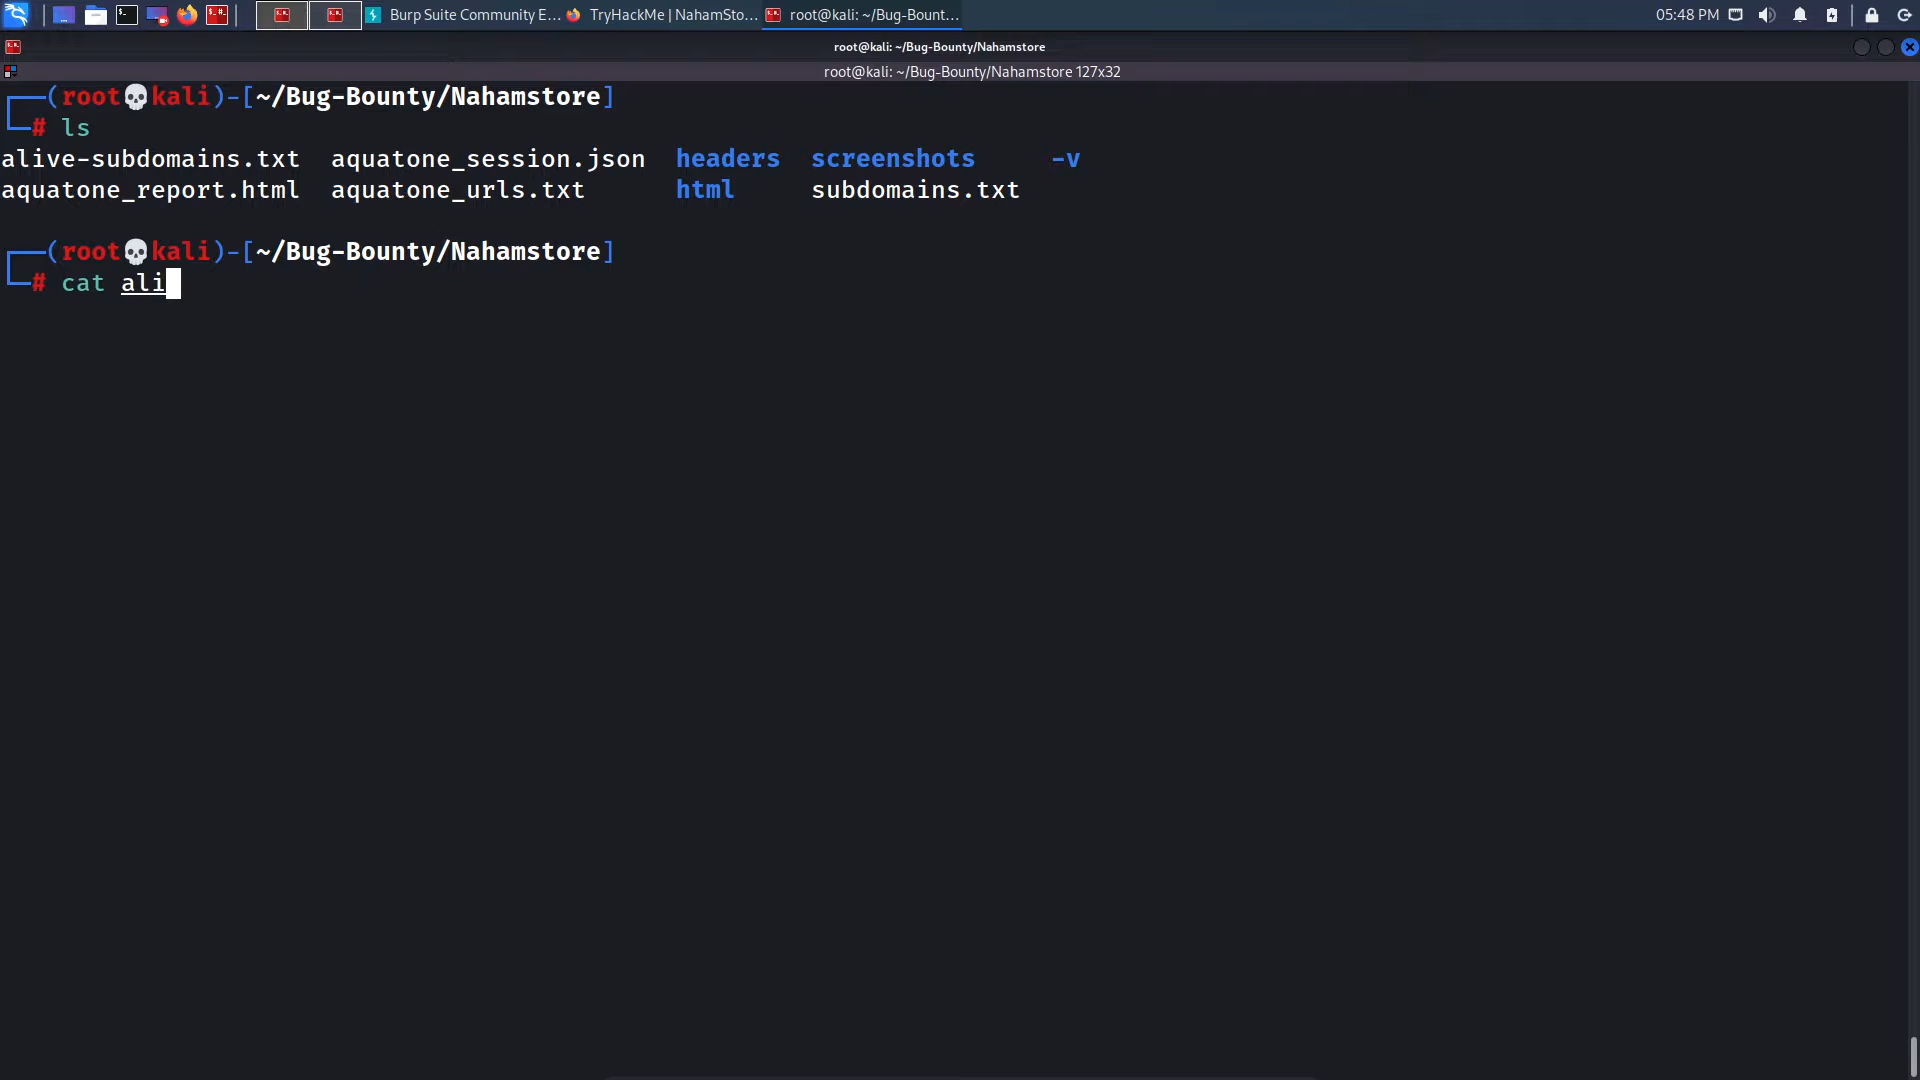 Burp Suite Community E...
TryHackMe | NahamSto...
root@kali: ~/Bug-Bount...
05:48 PM
root@kali: ~/Bug-Bounty/Nahamstore
root@kali: ~/Bug-Bounty/Nahamstore 127x32
┌──(root💀kali)-[~/Bug-Bounty/Nahamstore]
└─# ls
alive-subdomains.txt aquatone_session.json headers screenshots -v
aquatone_report.html aquatone_urls.txt html subdomains.txt
┌──(root💀kali)-[~/Bug-Bounty/Nahamstore]
└─# cat ali